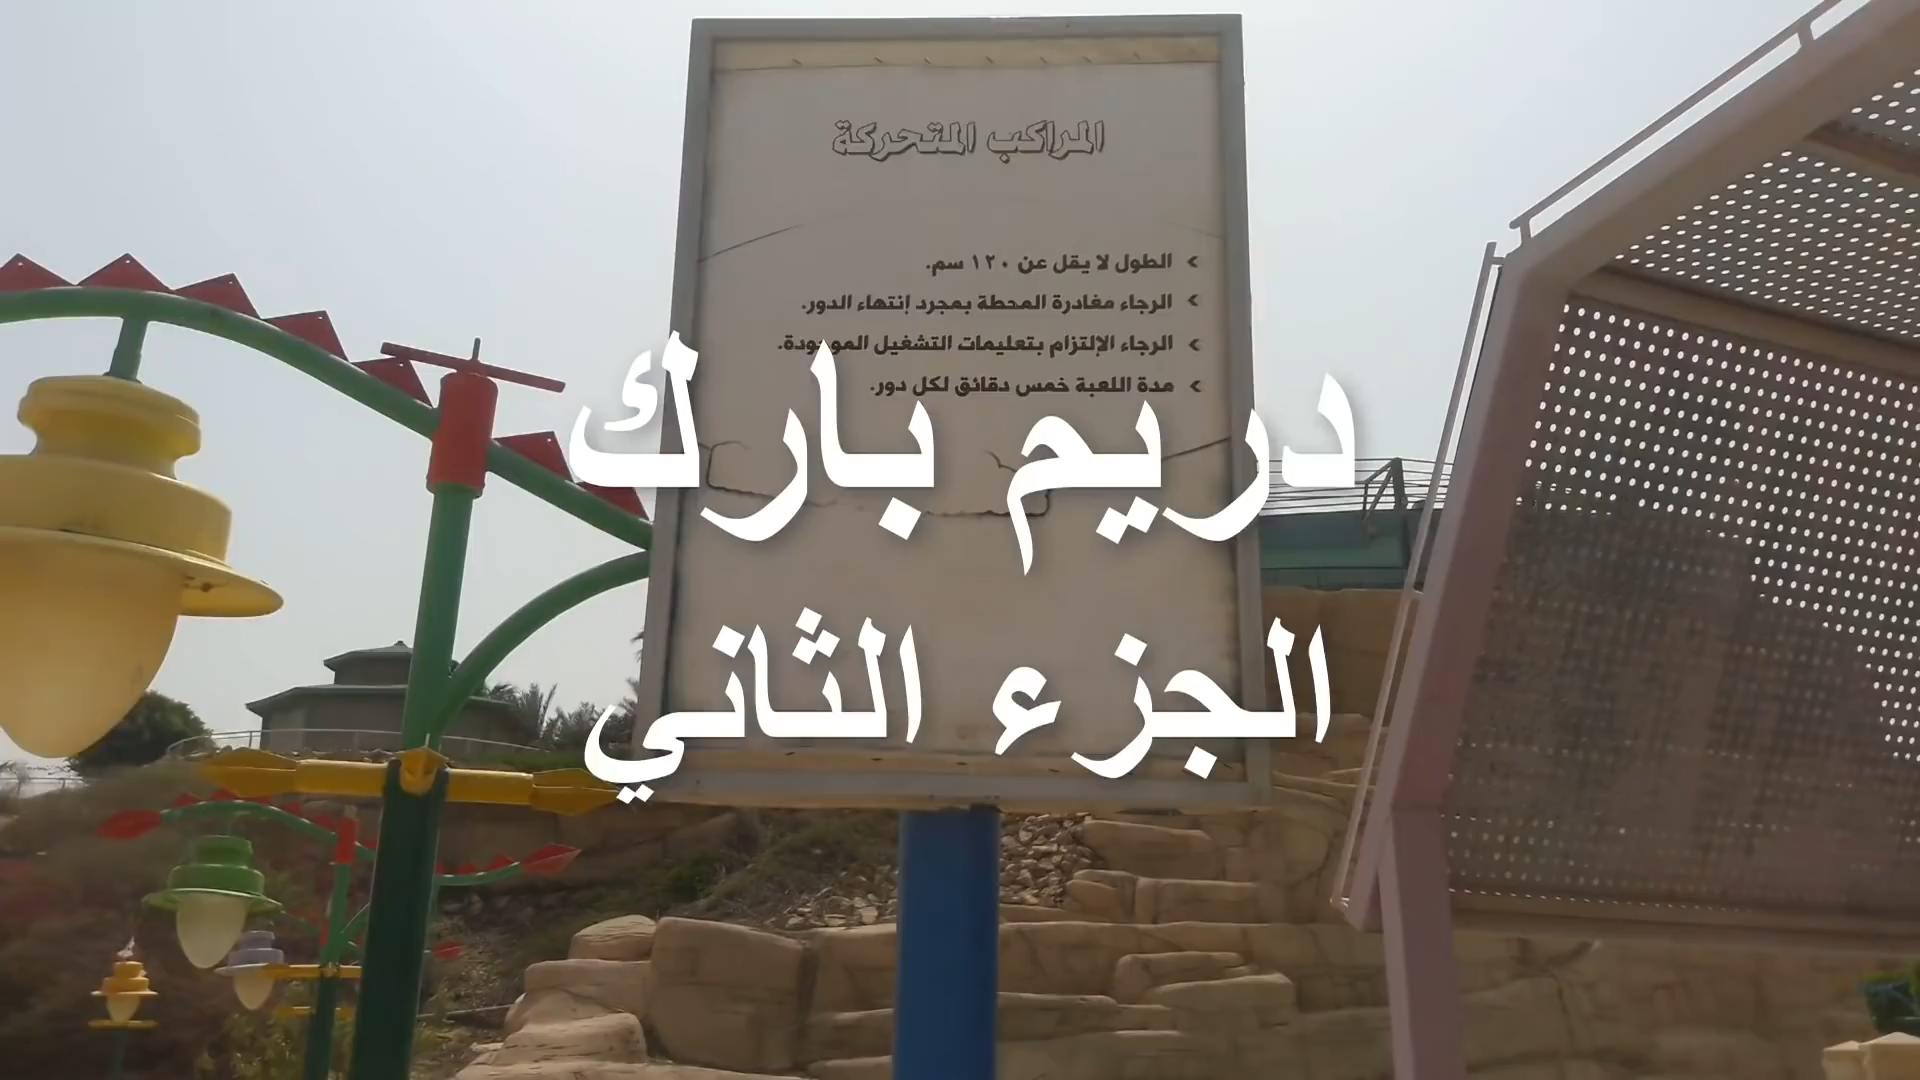 المراكب المتحركة
الطول لا يقل عن ١٢٠ سم.
الرجاء مغادرة المحطة بمجرد إنتهاء الدور.
الرجاء الإلتزام بتعليمات التشغيل الموجودة.
مدة اللعبة خمس دقائق لكل دور.
دريم بارك
الجزء الثاني